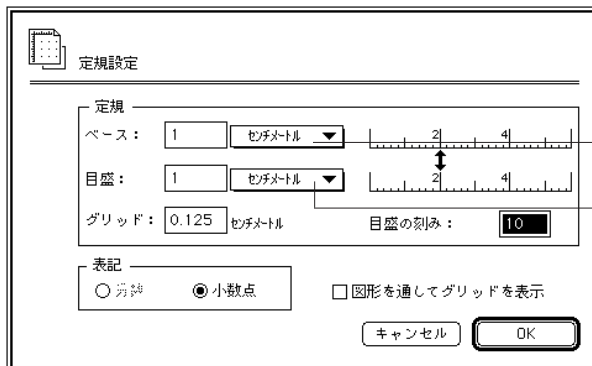 定規設定
定規
ベース： 1 センチメートル 2 4
目盛： 1 センチメートル 2 4
グリッド： 0.125 センチメートル 目盛の刻み： 10
表記
分数 小数点 図形を通してグリッドを表示
キャンセル OK